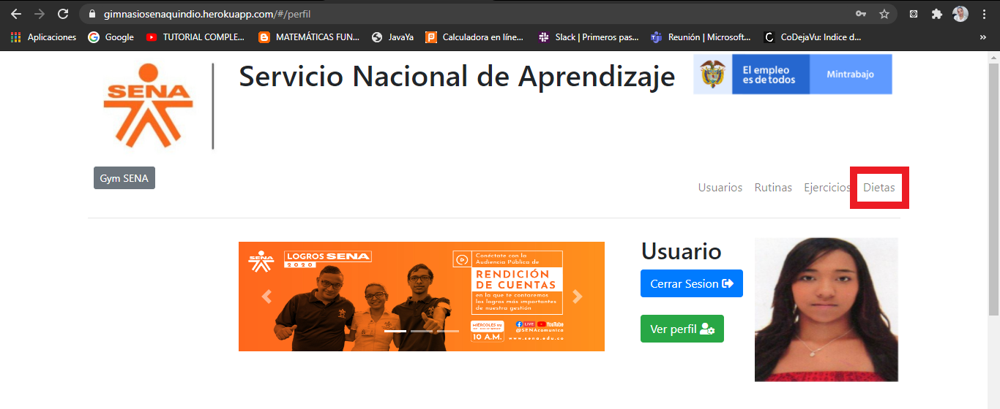 gimnasiosenaquindio.herokuapp.com/#/perfil
Aplicaciones
Google
TUTORIAL COMPLE...
MATEMÁTICAS FUN...
JavaYa
Calculadora en líne...
Slack | Primeros pas...
Reunión | Microsoft...
CoDejaVu: Indice d...
»
SENA
Servicio Nacional de Aprendizaje
El empleo
es de todos
Mintrabajo
Gym SENA
Usuarios
Rutinas
Ejercicios
Dietas
SENA
LOGROS SENA
2020
Conéctate con la
Audiencia Pública de
RENDICIÓN
DE CUENTAS
en la que te contaremos
los logros más importantes
de nuestra gestión
MIÉRCOLES
10 A.M.
LIVE
YouTube
@SENAcomunica
www.sena.edu.co
Usuario
Cerrar Sesion
Ver perfil